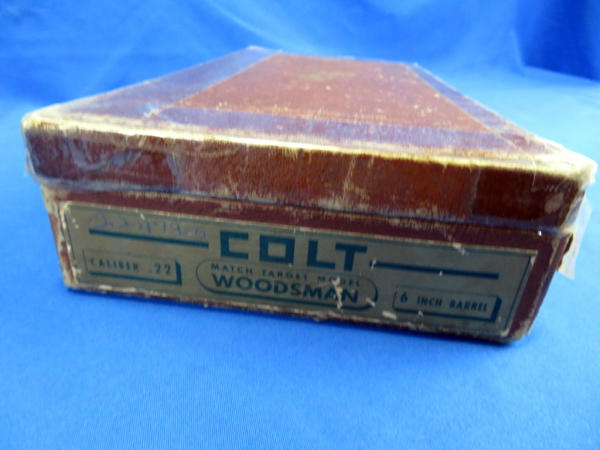 COLT
CALIBER .22
MATCH TARGET MODEL
WOODSMAN
6 INCH BARREL